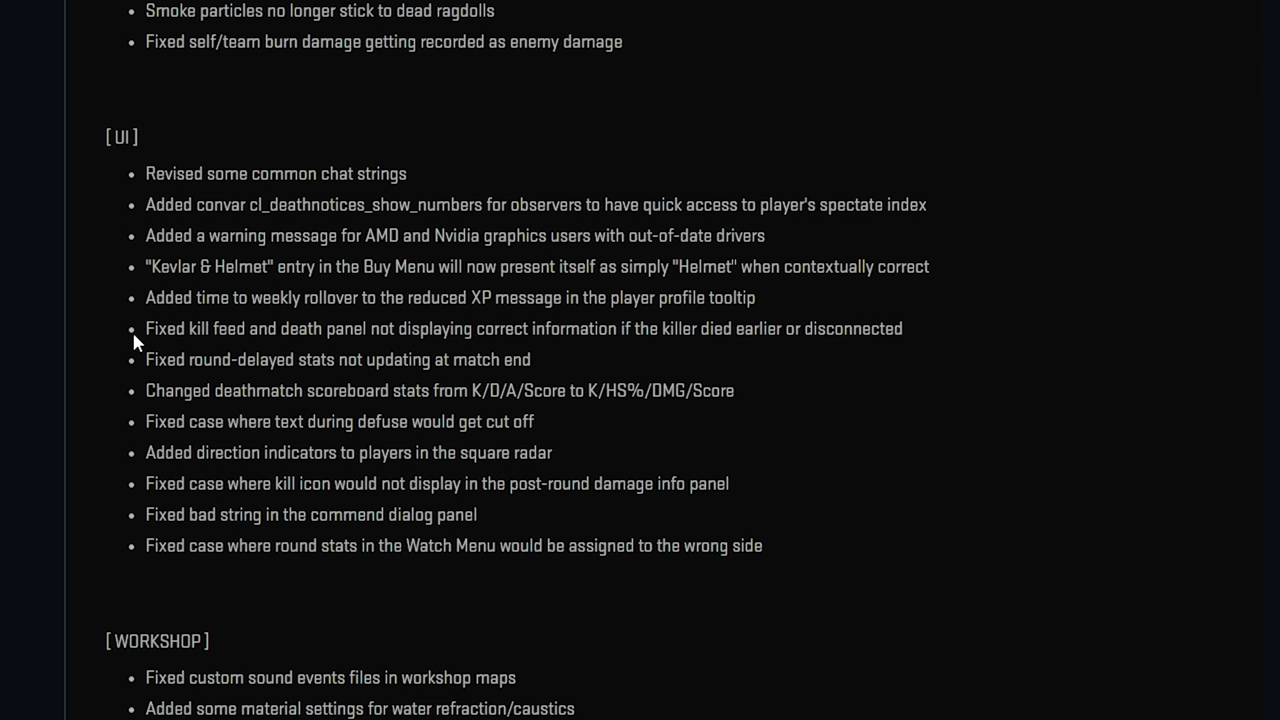 • Smoke particles no longer stick to dead ragdolls
• Fixed self/team burn damage getting recorded as enemy damage
[ UI ]
• Revised some common chat strings
• Added convar cl_deathnotices_show_numbers for observers to have quick access to player's spectate index
• Added a warning message for AMD and Nvidia graphics users with out-of-date drivers
• "Kevlar & Helmet" entry in the Buy Menu will now present itself as simply "Helmet" when contextually correct
• Added time to weekly rollover to the reduced XP message in the player profile tooltip
• Fixed kill feed and death panel not displaying correct information if the killer died earlier or disconnected
• Fixed round-delayed stats not updating at match end
• Changed deathmatch scoreboard stats from K/D/A/Score to K/HS%/DMG/Score
• Fixed case where text during defuse would get cut off
• Added direction indicators to players in the square radar
• Fixed case where kill icon would not display in the post-round damage info panel
• Fixed bad string in the commend dialog panel
• Fixed case where round stats in the Watch Menu would be assigned to the wrong side
[ WORKSHOP ]
• Fixed custom sound events files in workshop maps
• Added some material settings for water refraction/caustics